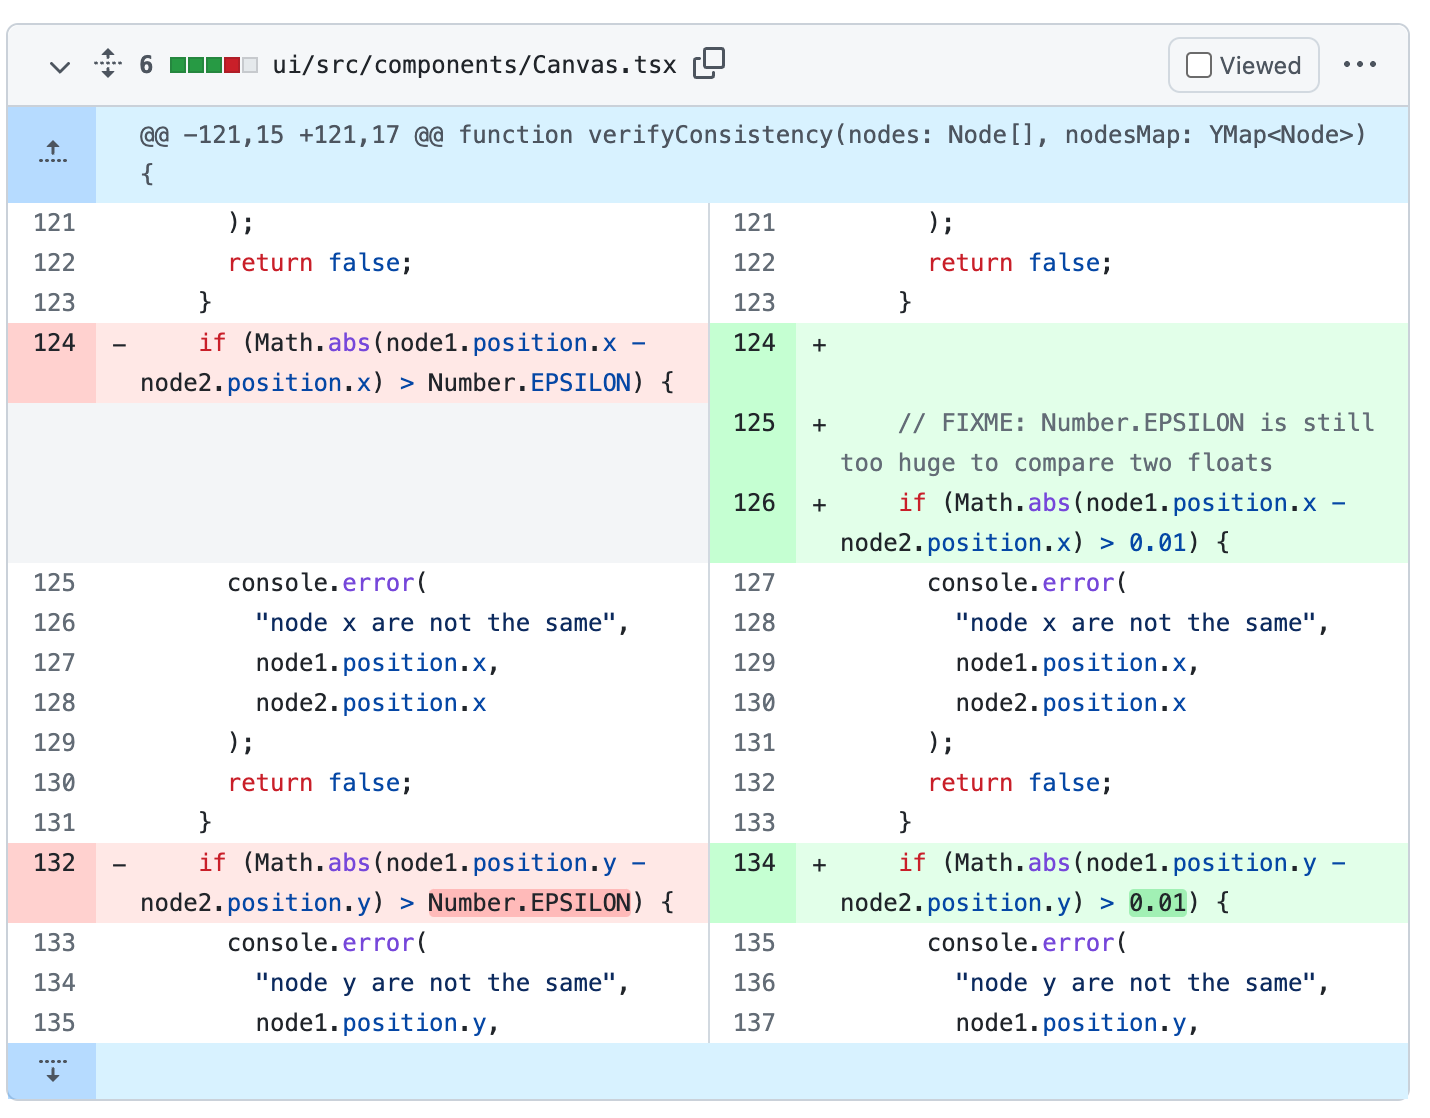 6 ui/src/components/Canvas.tsx Viewed
@@ -121,15 +121,17 @@ function verifyConsistency(nodes: Node[], nodesMap: YMap<Node>)
{
121 );
122 return false;
123 }
124 - if (Math.abs(node1.position.x -
node2.position.x) > Number.EPSILON) {
125 console.error(
126 "node x are not the same",
127 node1.position.x,
128 node2.position.x
129 );
130 return false;
131 }
132 - if (Math.abs(node1.position.y -
node2.position.y) > Number.EPSILON) {
133 console.error(
134 "node y are not the same",
135 node1.position.y,
121 );
122 return false;
123 }
124 +
125 + // FIXME: Number.EPSILON is still
too huge to compare two floats
126 + if (Math.abs(node1.position.x -
node2.position.x) > 0.01) {
127 console.error(
128 "node x are not the same",
129 node1.position.x,
130 node2.position.x
131 );
132 return false;
133 }
134 + if (Math.abs(node1.position.y -
node2.position.y) > 0.01) {
135 console.error(
136 "node y are not the same",
137 node1.position.y,